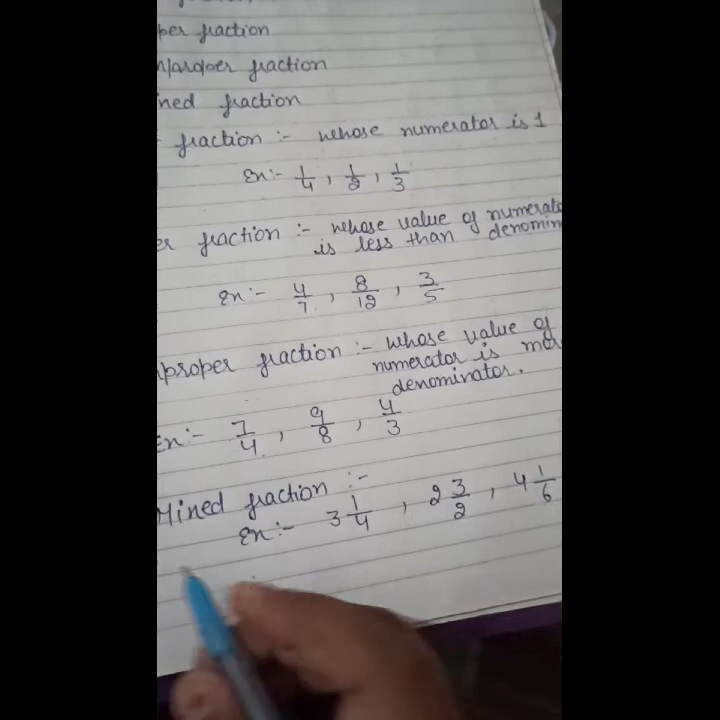 per fraction
mproper fraction
ined fraction
fraction :- whose numerator is 1
Ex:- 1/4 , 1/2 , 1/3
er fraction :- whose value of numerato
is less than denomin
Ex:- 4/7 , 8/12 , 3/5
proper fraction :- whose value of
numerator is mor
denominator.
Ex:- 7/4 , 9/8 , 4/3
Mixed fraction :-
Ex:- 3 1/4 , 2 3/2 , 4 1/6